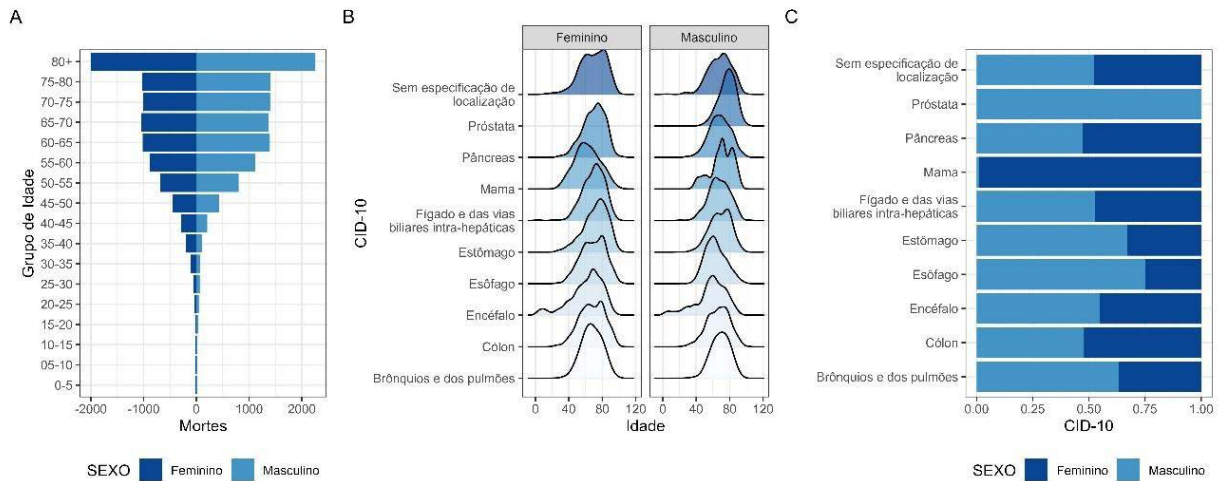 A
Grupo de Idade
80+
75-80
70-75
65-70
60-65
55-60
50-55
45-50
40-45
35-40
30-35
25-30
20-25
15-20
10-15
05-10
0-5
-2000
-1000
0
1000
2000
Mortes
SEXO
Feminino
Masculino
B
Feminino
Masculino
CID-10
Sem especificação de
localização
Próstata
Pâncreas
Mama
Fígado e das vias
biliares intra-hepáticas
Estômago
Esôfago
Encéfalo
Cólon
Brônquios e dos pulmões
0
40
80
120
0
40
80
120
Idade
C
Sem especificação de
localização
Próstata
Pâncreas
Mama
Fígado e das vias
biliares intra-hepáticas
Estômago
Esôfago
Encéfalo
Cólon
Brônquios e dos pulmões
0.00
0.25
0.50
0.75
1.00
CID-10
SEXO
Feminino
Masculino